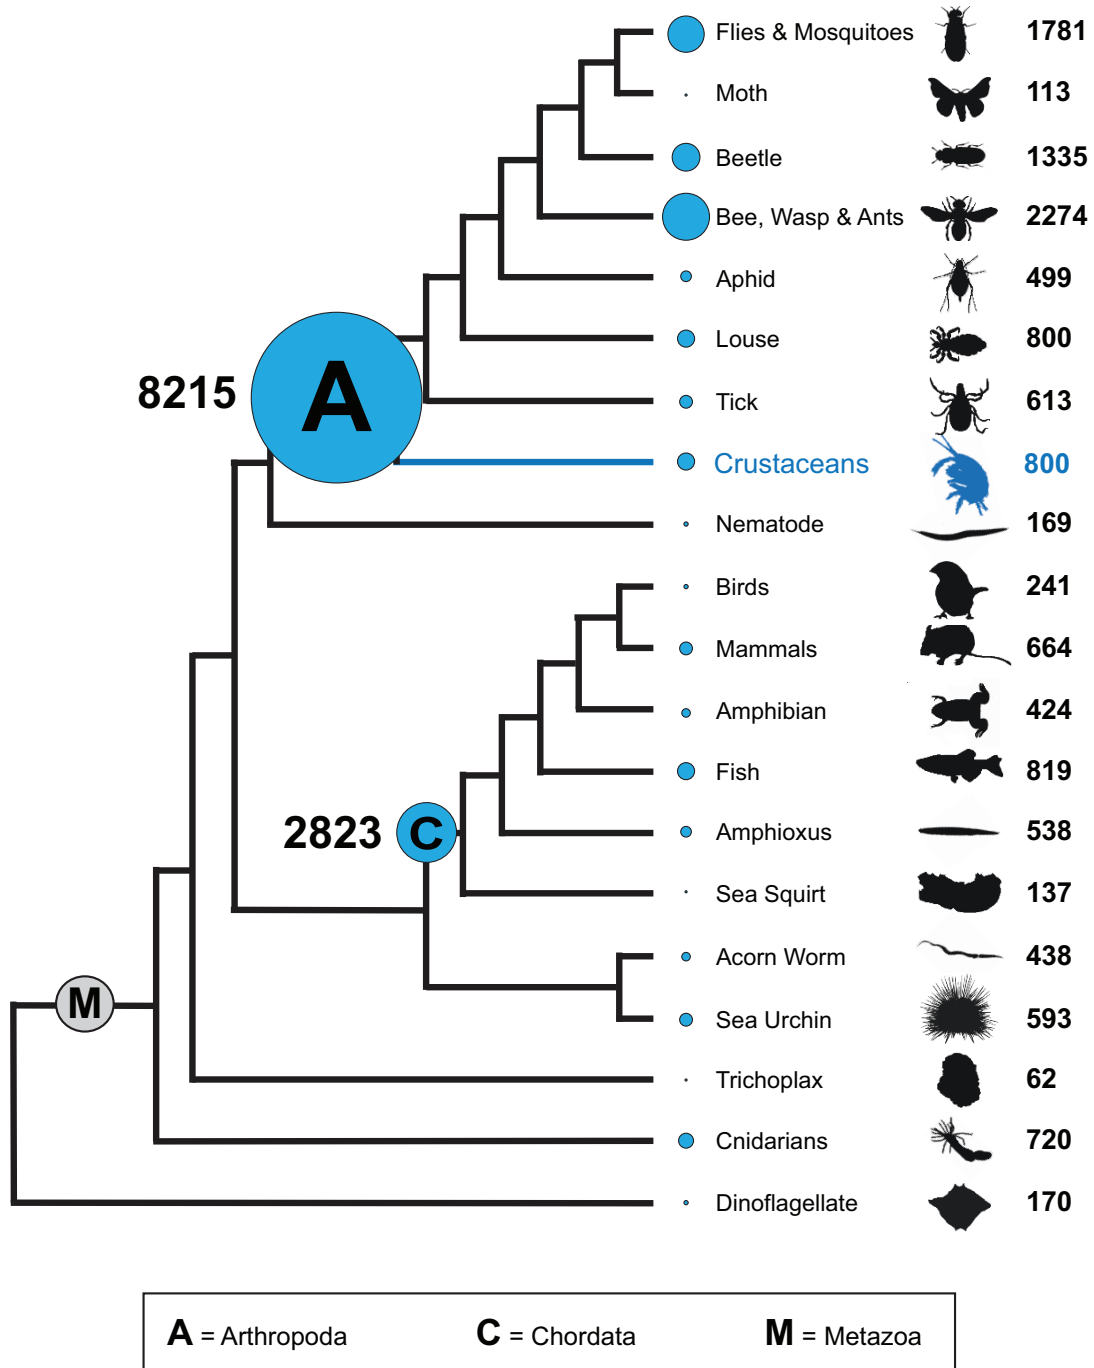 Flies & Mosquitoes 1781
Moth 113
Beetle 1335
Bee, Wasp & Ants 2274
Aphid 499
Louse 800
8215 A
Tick 613
Crustaceans 800
Nematode 169
Birds 241
Mammals 664
Amphibian 424
Fish 819
2823 C
Amphioxus 538
Sea Squirt 137
Acorn Worm 438
M
Sea Urchin 593
Trichoplax 62
Cnidarians 720
Dinoflagellate 170
A = Arthropoda C = Chordata M = Metazoa